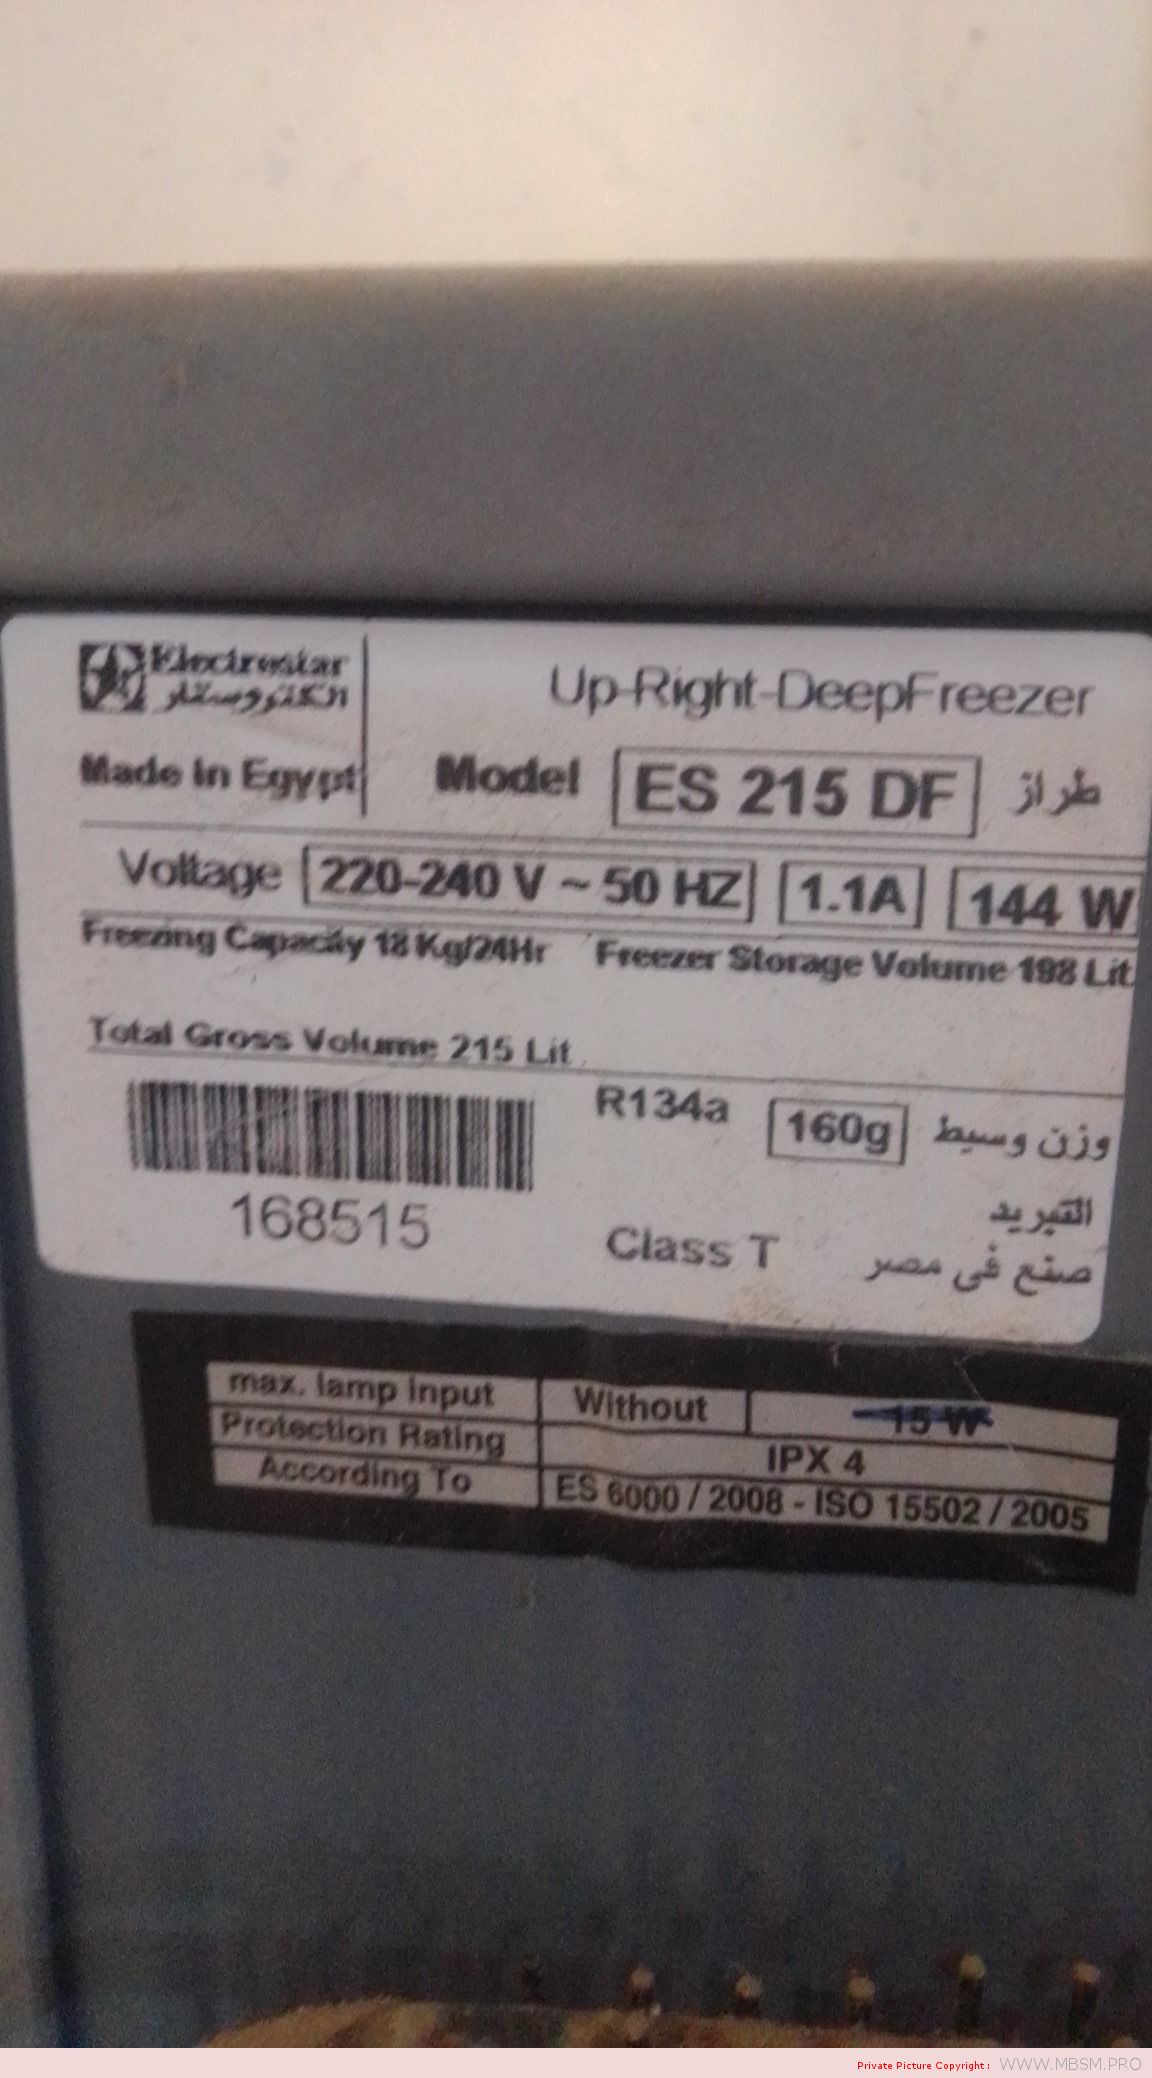 Electrostar
الكتروستار
Up-Right-DeepFreezer
Made In Egypt
Model ES 215 DF طراز
Voltage 220-240 V ~ 50 HZ 1.1A 144 W
Freezing Capacity 18 Kg/24Hr Freezer Storage Volume 198 Lit.
Total Gross Volume 215 Lit.
R134a 160g وزن وسيط
التبريد
168515
Class T صنع فى مصر
max. lamp input Without 15 W
Protection Rating IPX 4
According To ES 6000 / 2008 - ISO 15502 / 2005
Private Picture Copyright : WWW.MBSM.PRO